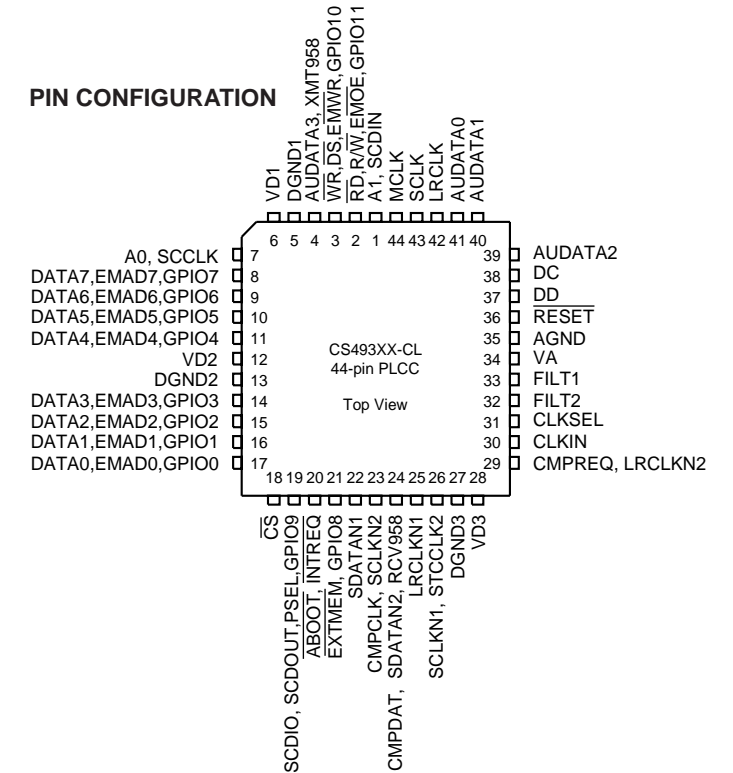 PIN CONFIGURATION
VD1
DGND1
AUDATA3, XMT958
WR,DS,EMWR,GPIO10
RD,R/W,EMOE,GPIO11
A1, SCDIN
MCLK
SCLK
LRCLK
AUDATA0
AUDATA1
6 5 4 3 2 1 44 43 42 41 40
A0, SCCLK 7
DATA7,EMAD7,GPIO7 8
DATA6,EMAD6,GPIO6 9
DATA5,EMAD5,GPIO5 10
DATA4,EMAD4,GPIO4 11
VD2 12
DGND2 13
DATA3,EMAD3,GPIO3 14
DATA2,EMAD2,GPIO2 15
DATA1,EMAD1,GPIO1 16
DATA0,EMAD0,GPIO0 17
CS493XX-CL
44-pin PLCC
Top View
39 AUDATA2
38 DC
37 DD
36 RESET
35 AGND
34 VA
33 FILT1
32 FILT2
31 CLKSEL
30 CLKIN
29 CMPREQ, LRCLKN2
18 19 20 21 22 23 24 25 26 27 28
CS
SCDIO, SCDOUT,PSEL,GPIO9
ABOOT, INTREQ
EXTMEM, GPIO8
SDATAN1
CMPCLK, SCLKN2
CMPDAT, SDATAN2, RCV958
LRCLKN1
SCLKN1, STCCLK2
DGND3
VD3